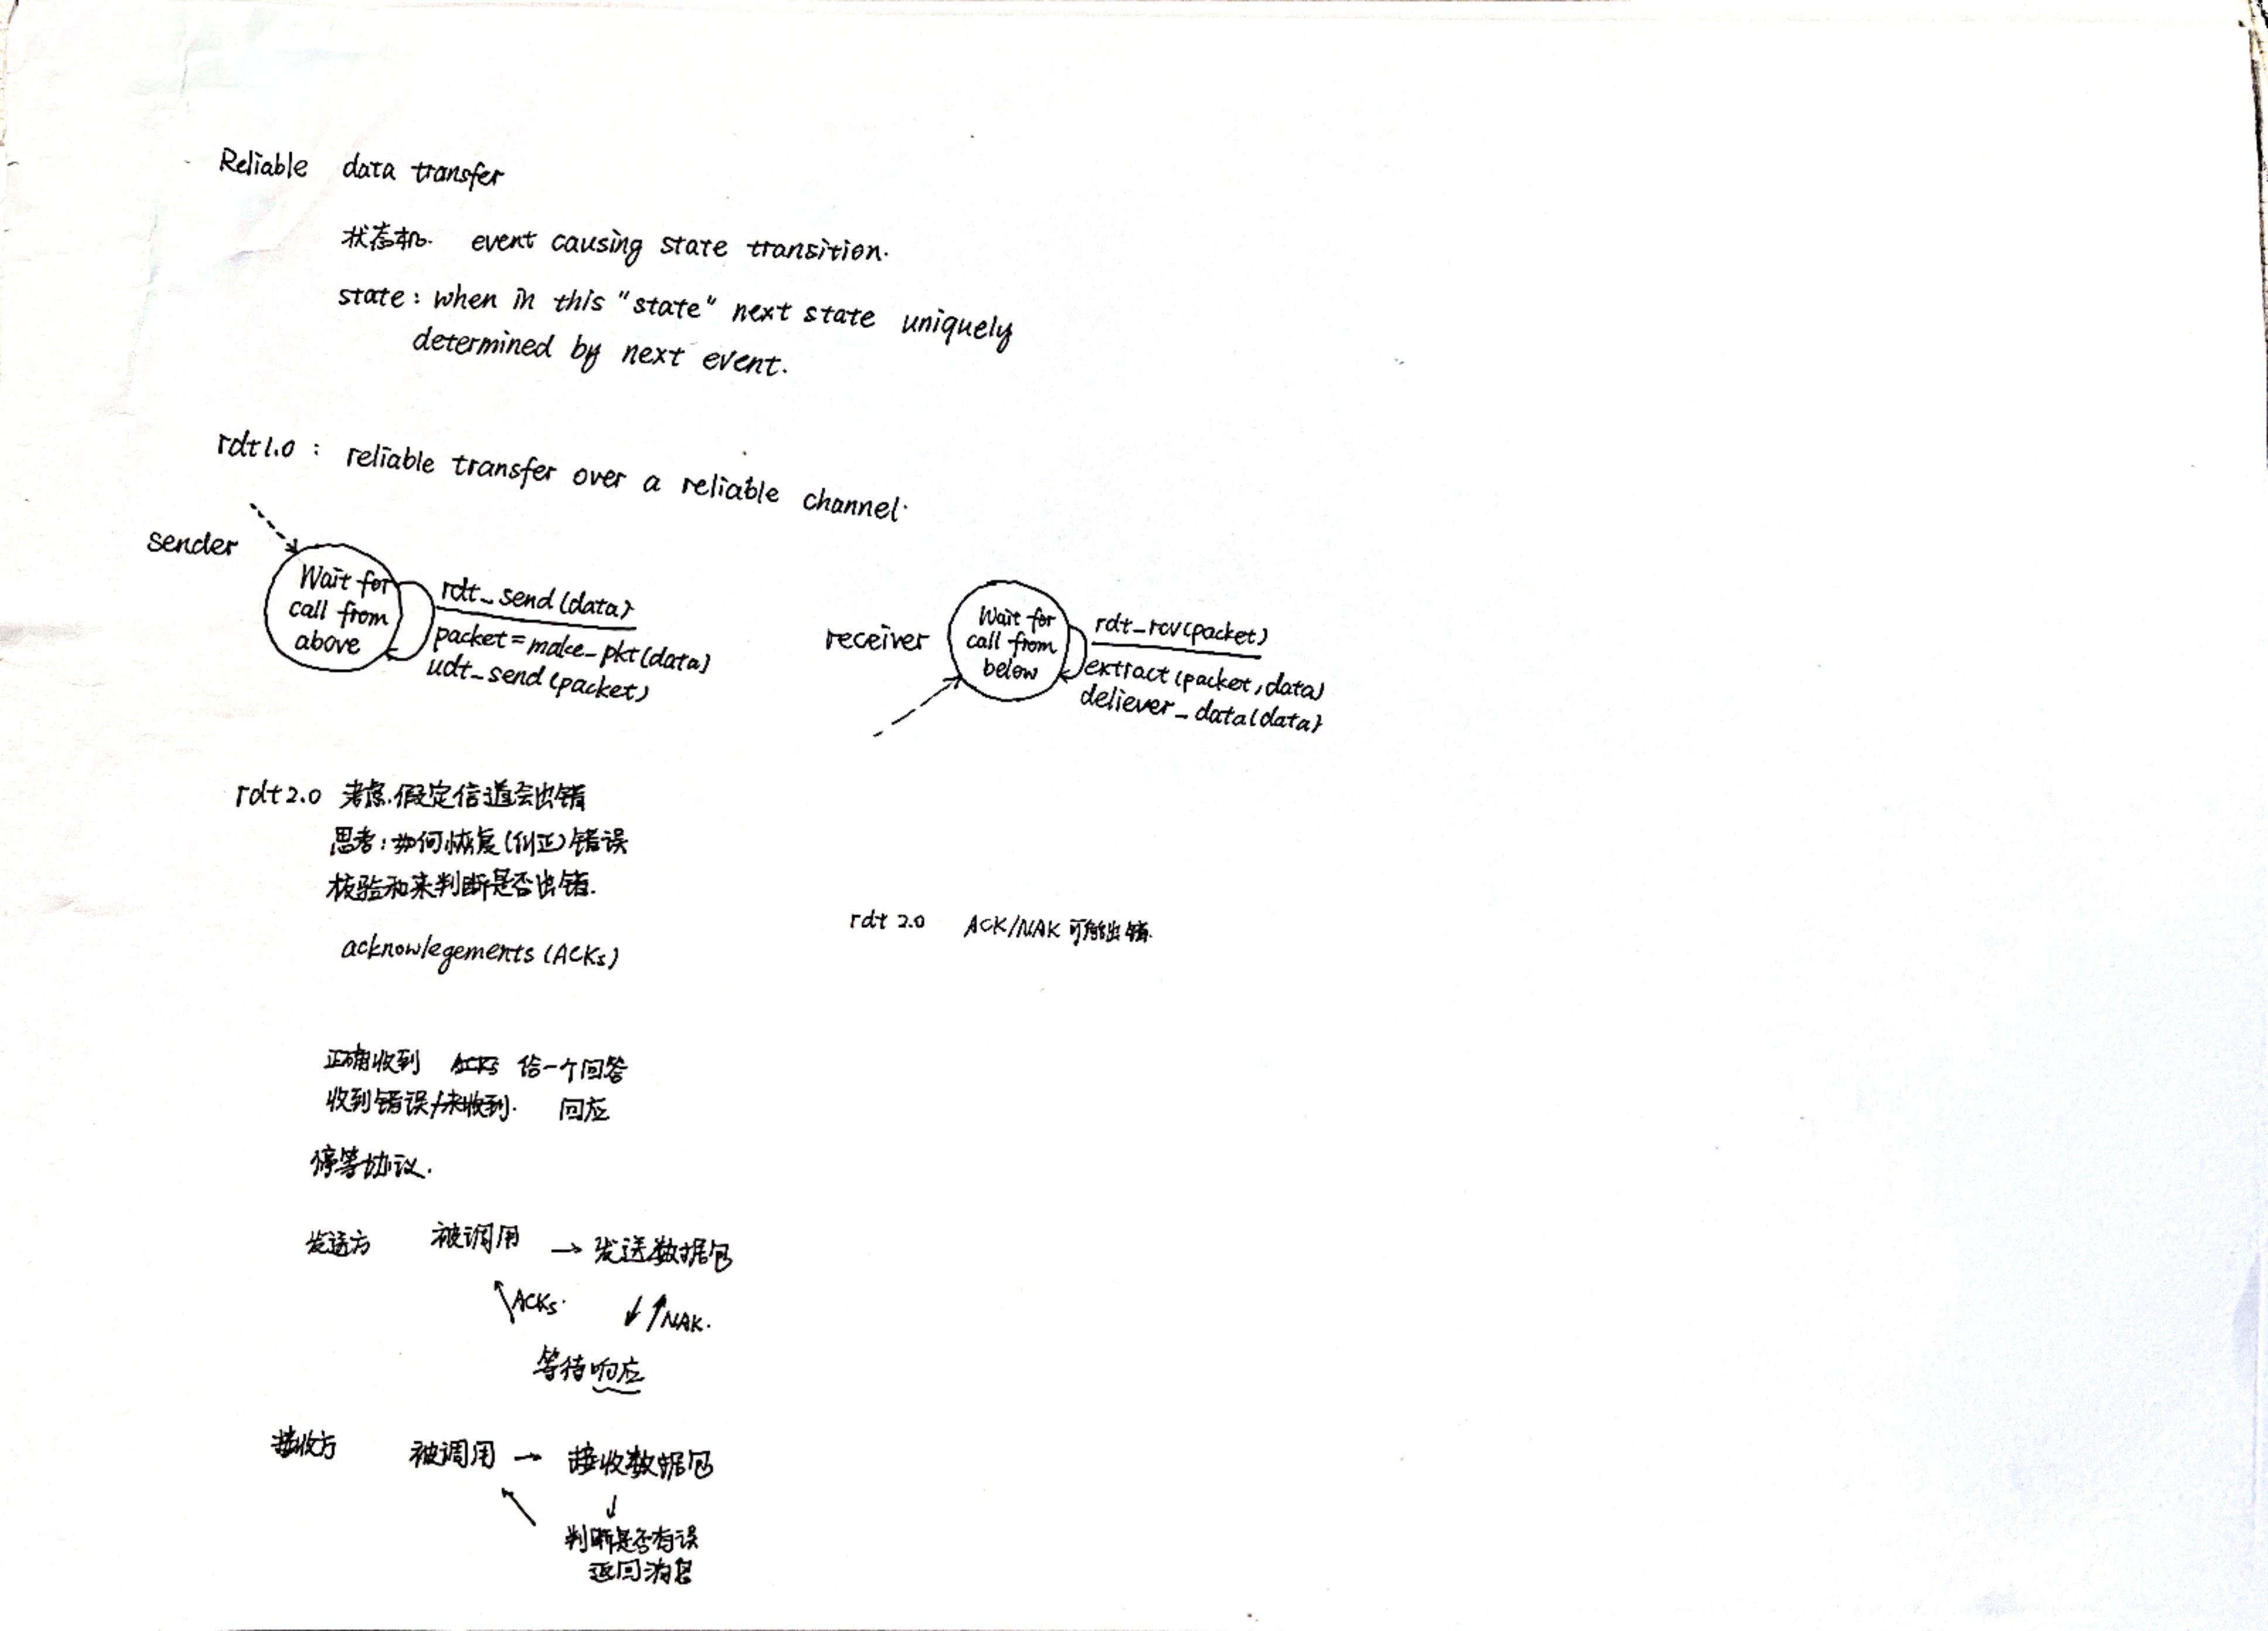 Reliable data transfer
状态机. event causing state transition.
state: when in this "state" next state uniquely
determined by next event.
rdt1.0: reliable transfer over a reliable channel.
sender
Wait for
call from
above
rdt_send(data)
packet=make_pkt(data)
udt_send(packet)
receiver
Wait for
call from
below
rdt_rcv(packet)
extract(packet,data)
deliever_data(data)
rdt2.0 考虑.假定信道会出错
思考:如何恢复(纠正)错误
核验和来判断是否出错.
acknowlegements (ACKs)
rdt 2.0 ACK/NAK 可能出错.
正确收到 ACKs 给一个回答
收到错误/未收到. 回应
停等协议.
发送方 被调用 → 发送数据包
ACKs.
NAK.
等待响应
接收方 被调用 → 接收数据包
判断是否有误
返回消息